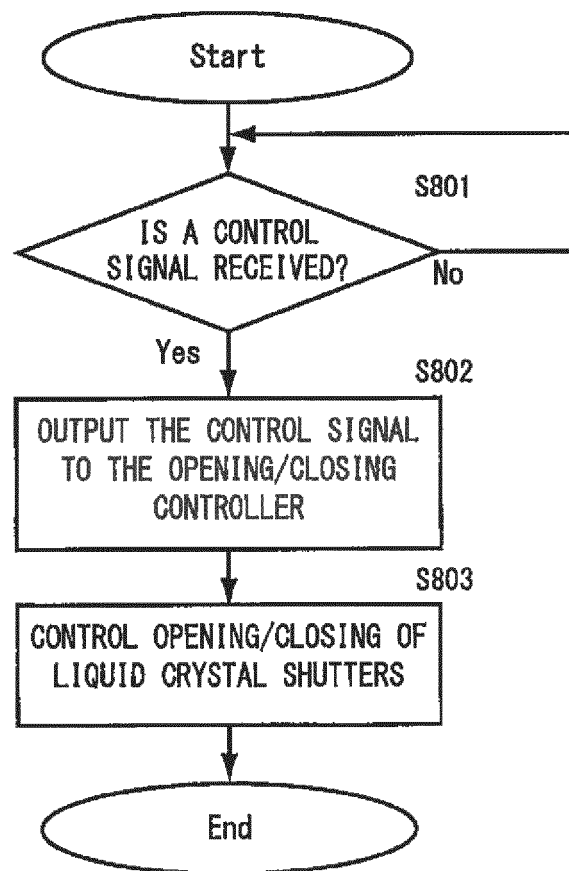 Start
S801
IS A CONTROL
SIGNAL RECEIVED?
No
Yes
S802
OUTPUT THE CONTROL SIGNAL
TO THE OPENING/CLOSING
CONTROLLER
S803
CONTROL OPENING/CLOSING OF
LIQUID CRYSTAL SHUTTERS
End